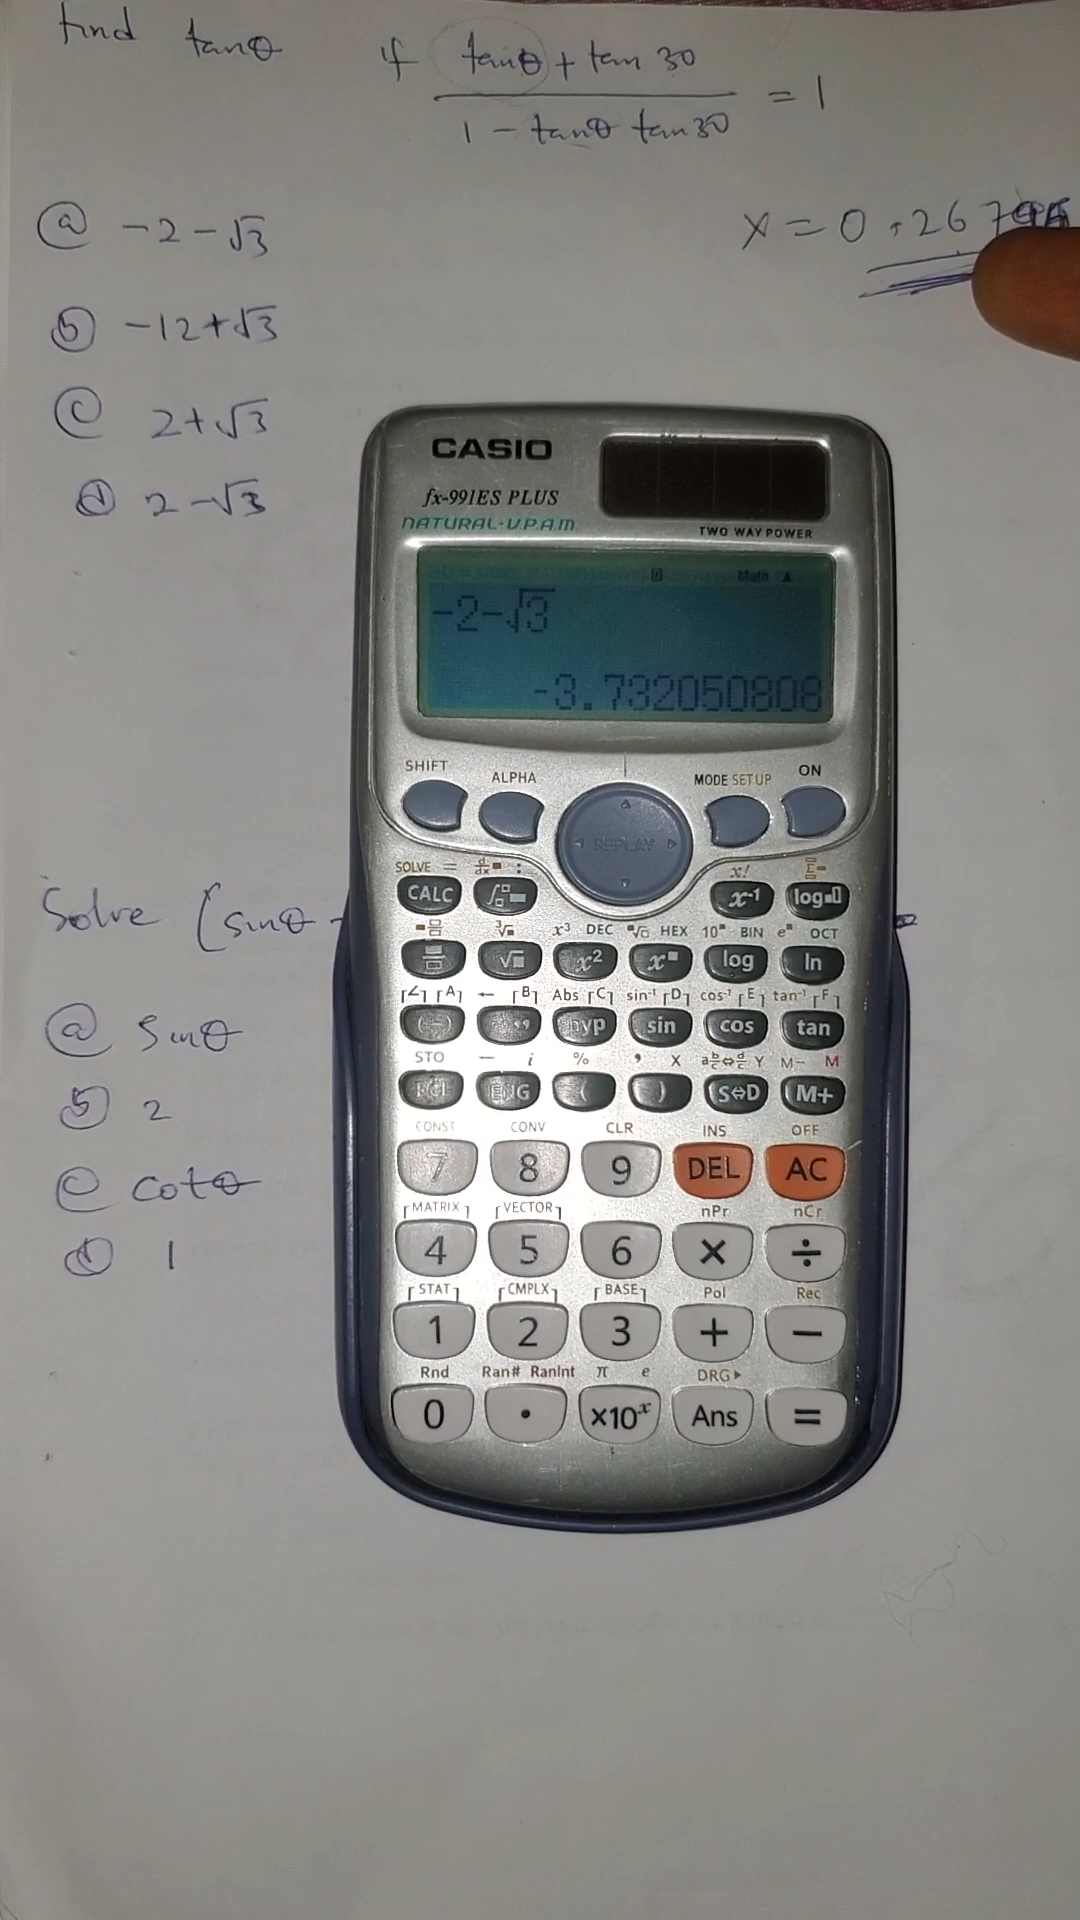 find tanθ if tanθ + tan 30 / 1 - tanθ tan30 = 1
x = 0.267
ⓐ -2-√3
ⓑ -12+√3
ⓒ 2+√3
ⓓ 2-√3
CASIO
fx-991ES PLUS
NATURAL-V.P.A.M.
TWO WAY POWER
D Math ▲
-2-√3
-3.732050808
SHIFT ALPHA MODE SETUP ON
REPLAY
SOLVE = d/dx■ : x! Σ
CALC ∫ x⁻¹ log
³√■ x³ DEC ■√□ HEX 10■ BIN e■ OCT
√■ x² x■ log ln
∠ A ← B Abs C sin⁻¹ D cos⁻¹ E tan⁻¹ F
(−) °’” hyp sin cos tan
STO ← i % , X a b/c⇔d/c Y M− M
RCL ENG ( ) S⇔D M+
CONST CONV CLR INS OFF
7 8 9 DEL AC
MATRIX VECTOR nPr nCr
4 5 6 × ÷
STAT CMPLX BASE Pol Rec
1 2 3 + −
Rnd Ran# RanInt π e DRG▶
0 . ×10ˣ Ans =
Solve (sinθ -
ⓐ sinθ
ⓑ 2
ⓒ cotθ
ⓓ 1